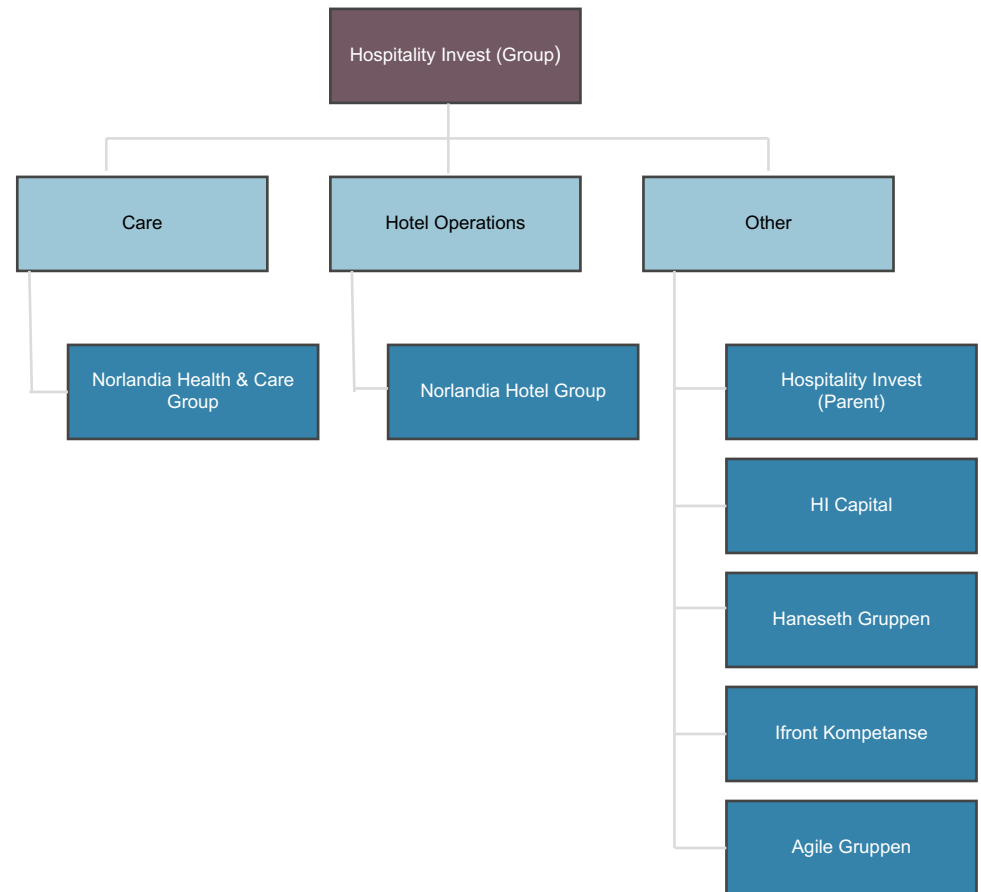 Hospitality Invest (Group)
Care
Hotel Operations
Other
Norlandia Health & Care
Group
Norlandia Hotel Group
Hospitality Invest
(Parent)
HI Capital
Haneseth Gruppen
Ifront Kompetanse
Agile Gruppen